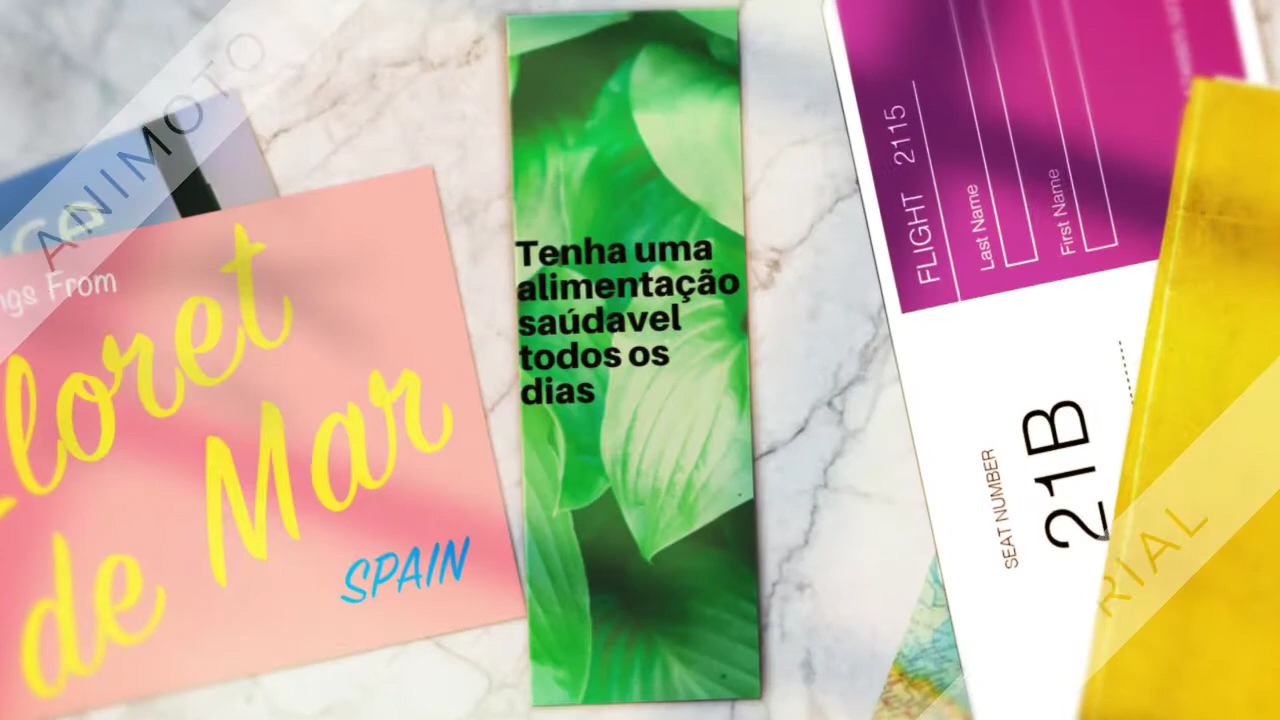 ANIMOTO
ngs From
Lloret
de Mar
SPAIN
Tenha uma
alimentação
saúdavel
todos os
dias
FLIGHT 2115
Last Name
First Name
SEAT NUMBER
21B
RIAL